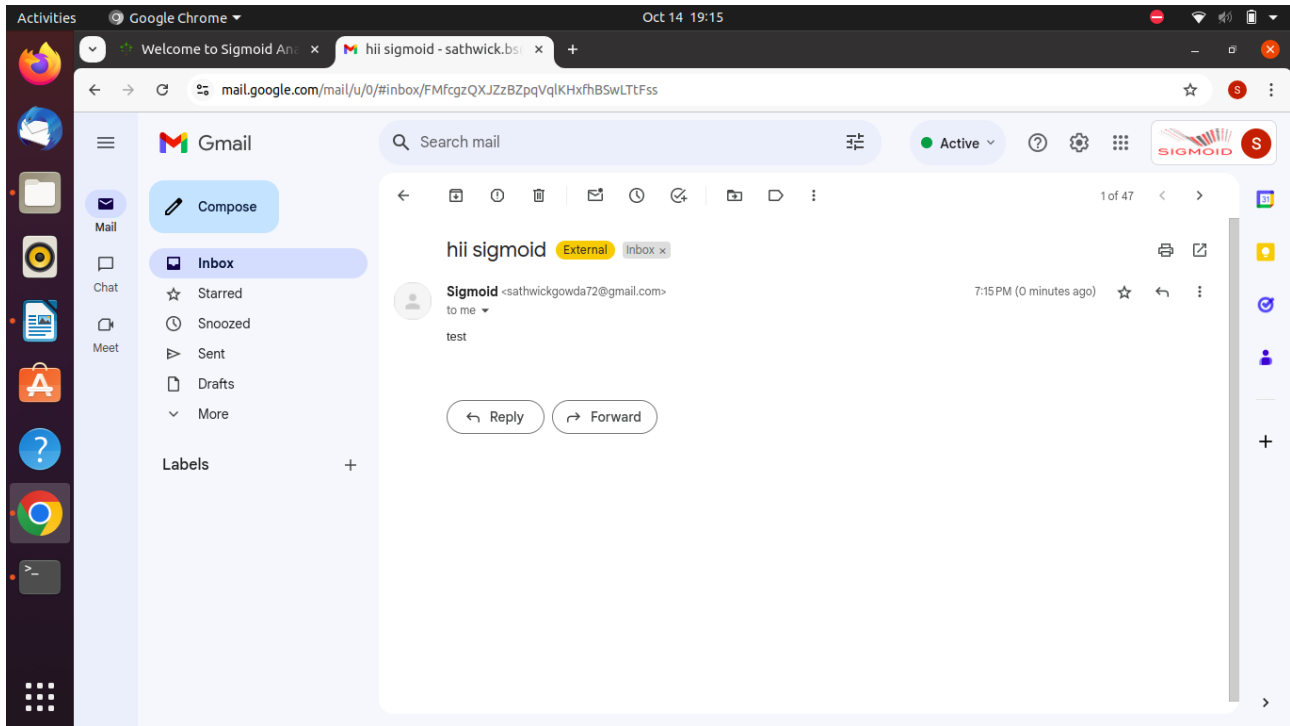 Activities Google Chrome Oct 14 19:15
Welcome to Sigmoid Ana hii sigmoid - sathwick.bs
mail.google.com/mail/u/0/#inbox/FMfcgzQXJZzBZpqVqlKHxfhBSwLTtFss S
Gmail Search mail Active SIGMOID S
Compose 1 of 47 31
Mail
hii sigmoid External Inbox ×
Inbox
Chat
Starred Sigmoid <sathwickgowda72@gmail.com> 7:15 PM (0 minutes ago)
to me
Snoozed
Meet
test
Sent
Drafts
More Reply Forward
Labels